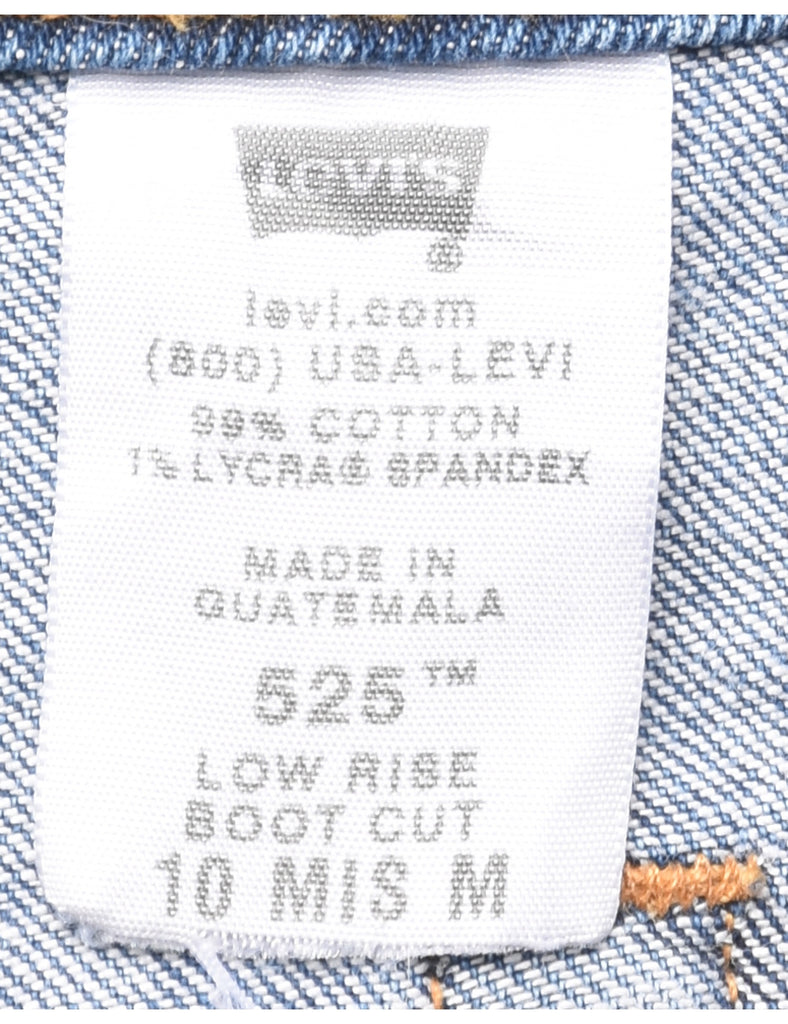 LEVI'S
®
levi.com
(800) USA-LEVI
99% COTTON
1% LYCRA® SPANDEX
MADE IN
GUATEMALA
525™
LOW RISE
BOOT CUT
10 MIS M